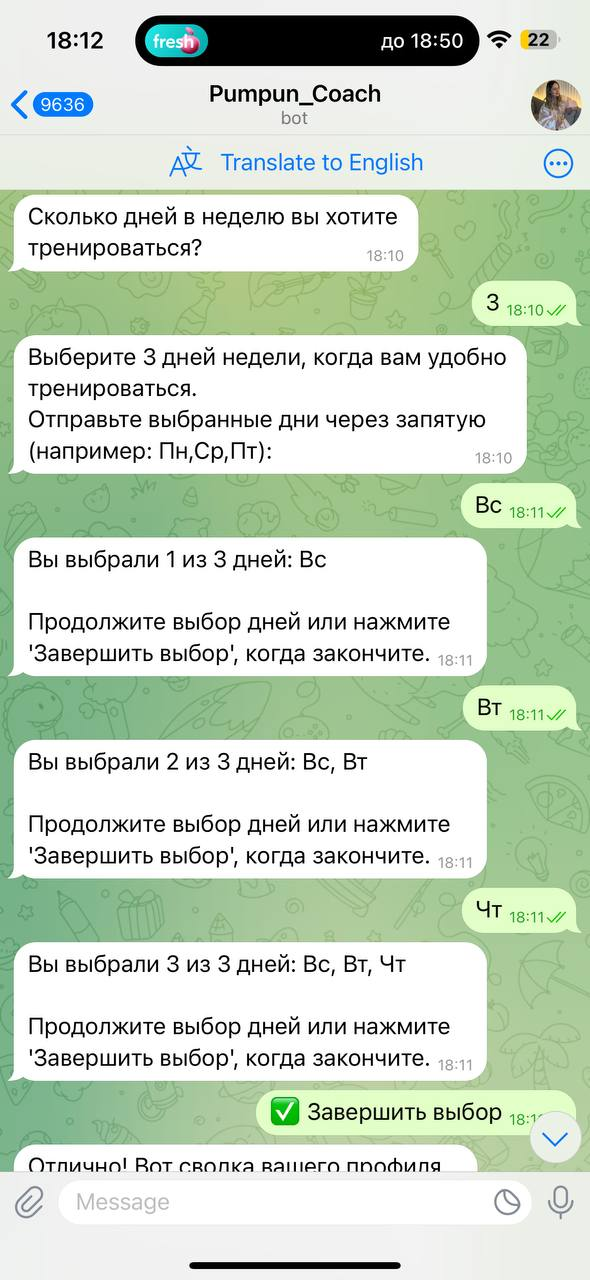 18:12
fresh
до 18:50
22
9636
Pumpun_Coach
bot
Translate to English
Сколько дней в неделю вы хотите
тренироваться?
18:10
3 18:10
Выберите 3 дней недели, когда вам удобно
тренироваться.
Отправьте выбранные дни через запятую
(например: Пн,Ср,Пт):
18:10
Вс 18:11
Вы выбрали 1 из 3 дней: Вс
Продолжите выбор дней или нажмите
'Завершить выбор', когда закончите. 18:11
Вт 18:11
Вы выбрали 2 из 3 дней: Вс, Вт
Продолжите выбор дней или нажмите
'Завершить выбор', когда закончите. 18:11
Чт 18:11
Вы выбрали 3 из 3 дней: Вс, Вт, Чт
Продолжите выбор дней или нажмите
'Завершить выбор', когда закончите. 18:11
✅ Завершить выбор
Отлично! Вот сводка вашего профиля
Message